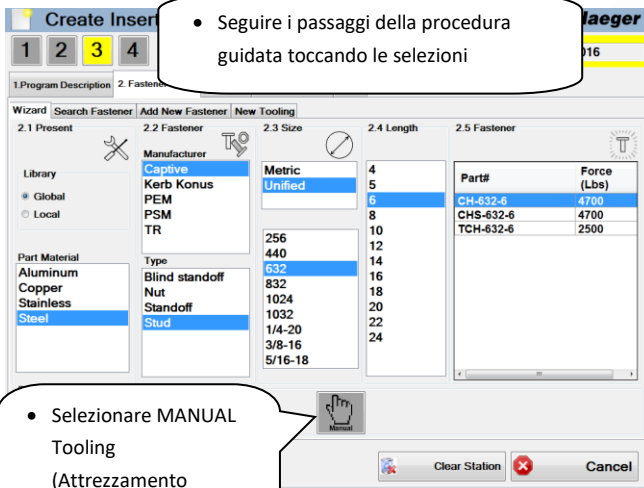 Create Inser
• Seguire i passaggi della procedura
guidata toccando le selezioni
laeger
1 2 3 4
016
1.Program Description 2. Fastener
Wizard Search Fastener Add New Fastener New Tooling
2.1 Present
Library
Global
Local
Part Material
Aluminum
Copper
Stainless
Steel
2.2 Fastener
Manufacturer
Captive
Kerb Konus
PEM
PSM
TR
Type
Blind standoff
Nut
Standoff
Stud
2.3 Size
Metric
Unified
256
440
632
832
1024
1032
1/4-20
3/8-16
5/16-18
2.4 Length
4
5
6
8
10
12
14
16
18
20
22
24
2.5 Fastener
Part# Force (Lbs)
CH-632-6 4700
CHS-632-6 4700
TCH-632-6 2500
• Selezionare MANUAL
Tooling
(Attrezzamento
Manual
Clear Station
Cancel